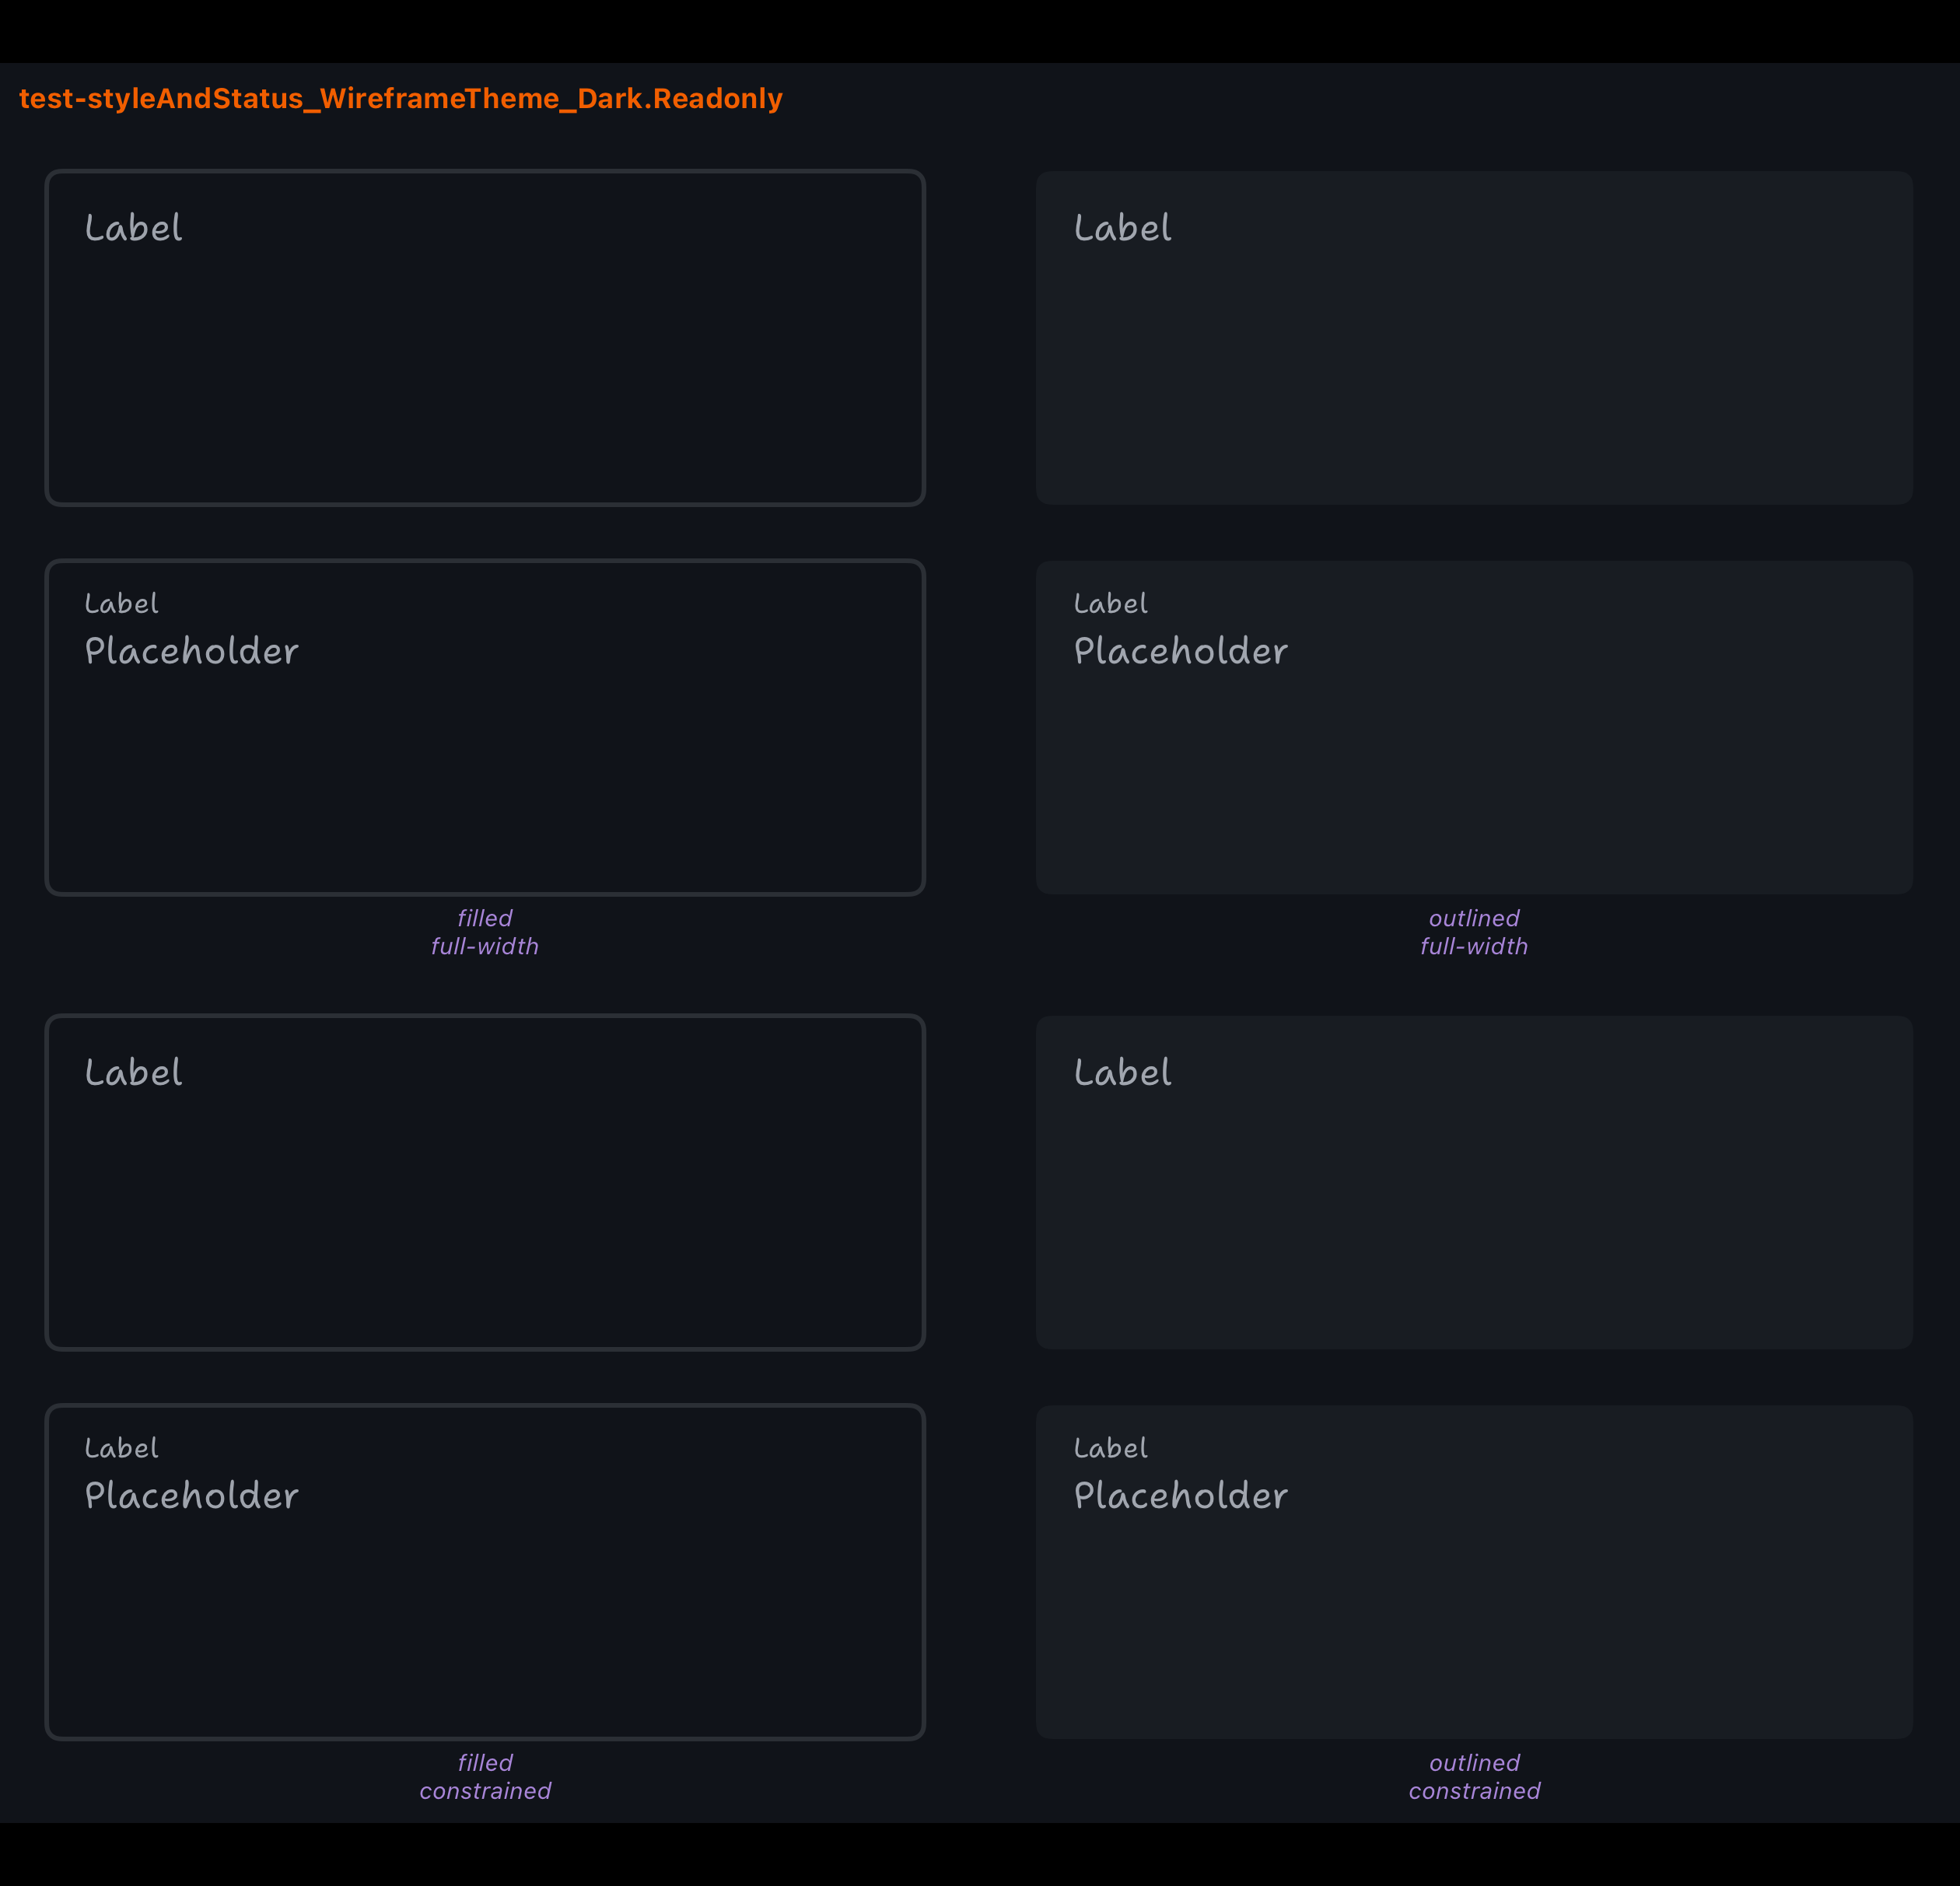 test-styleAndStatus_WireframeTheme_Dark.Readonly
Label
Label
Label
Placeholder
Label
Placeholder
filled
full-width
outlined
full-width
Label
Label
Label
Placeholder
Label
Placeholder
filled
constrained
outlined
constrained